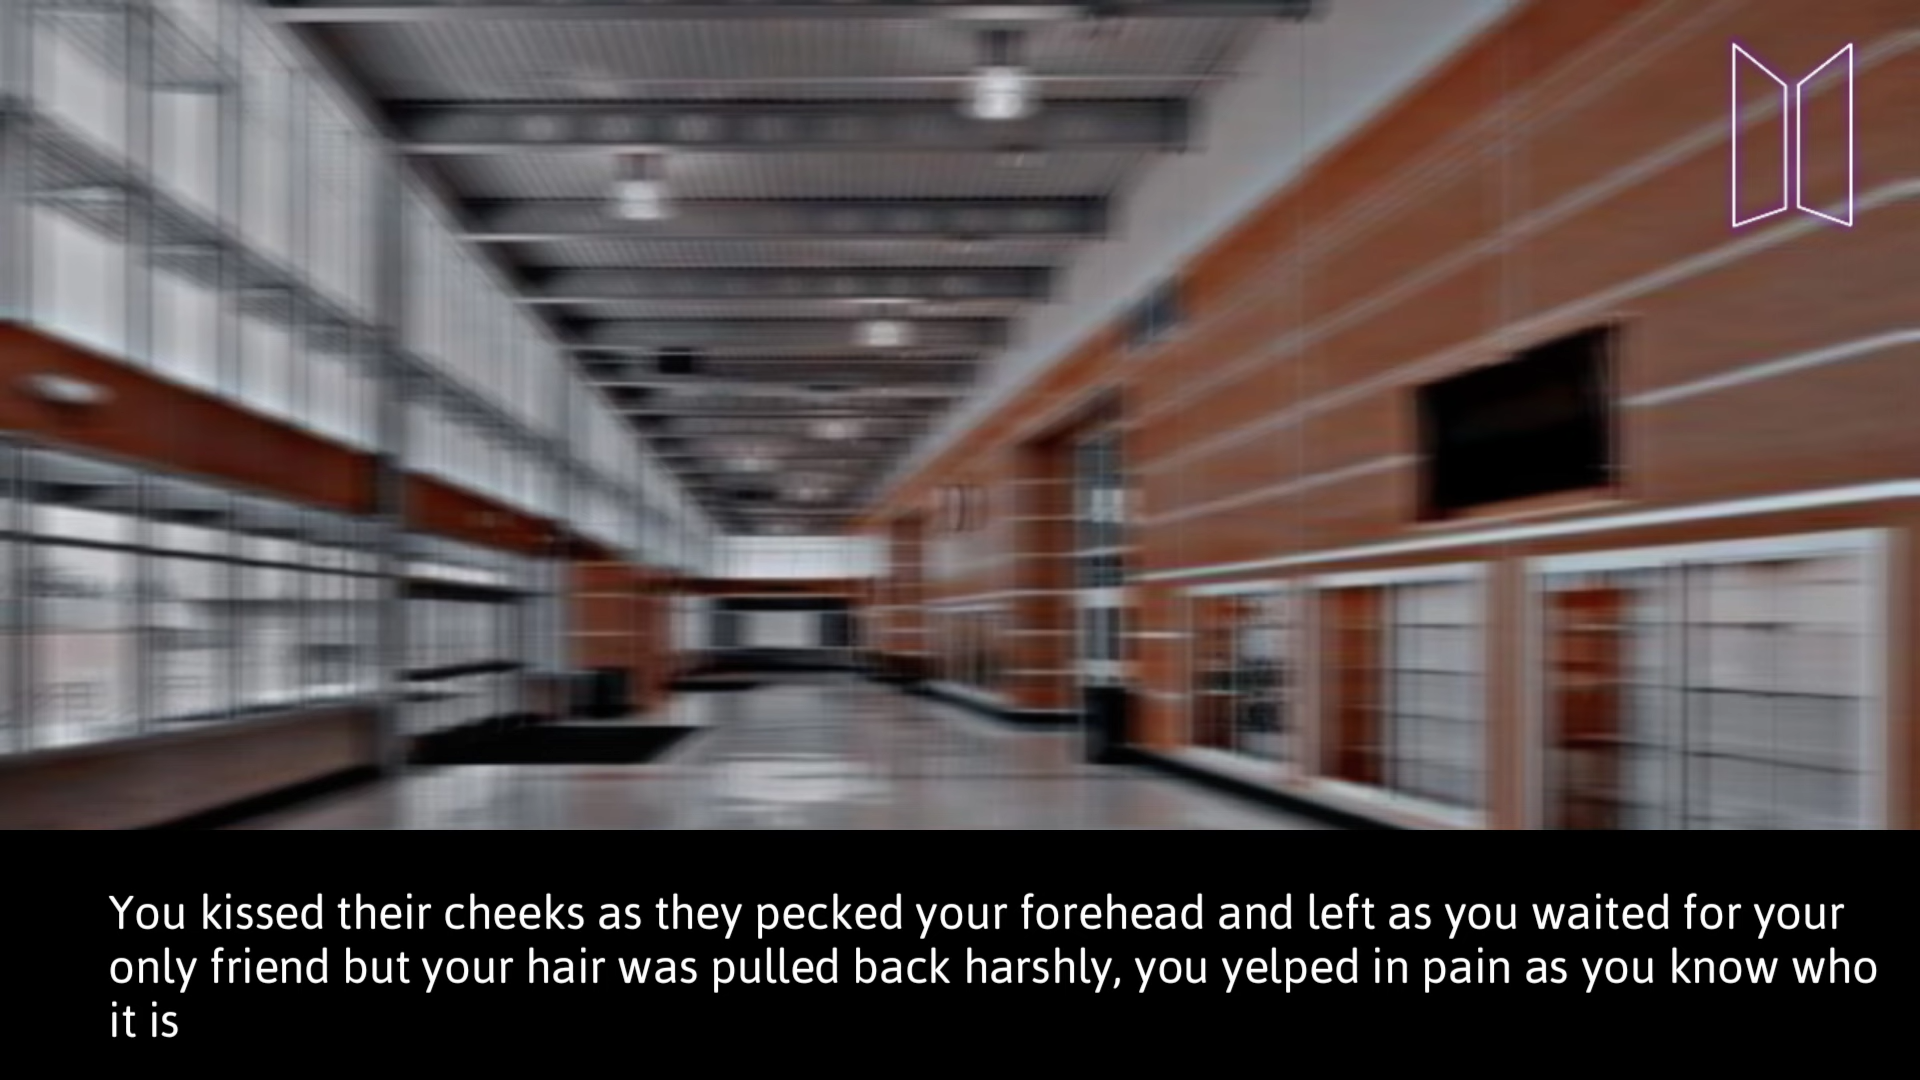 You kissed their cheeks as they pecked your forehead and left as you waited for your
only friend but your hair was pulled back harshly, you yelped in pain as you know who
it is